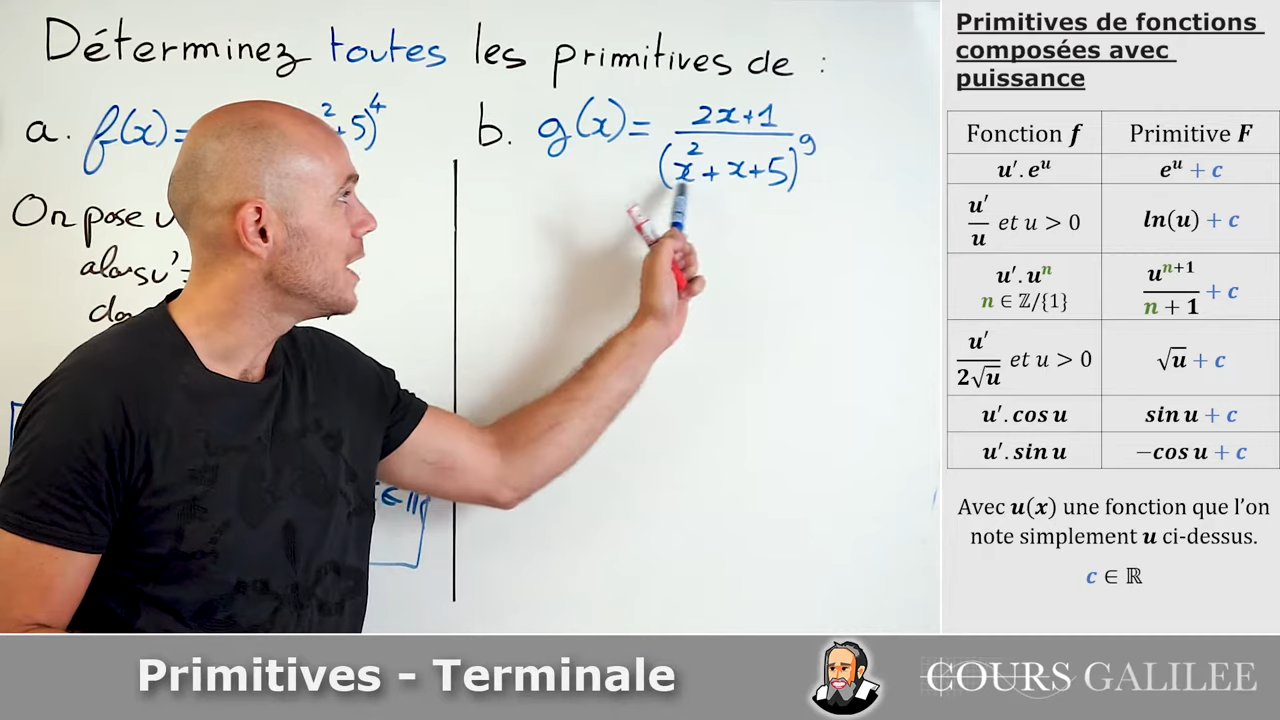 Déterminez toutes les primitives de :
a. f(x)= ²+5)⁴
On pose u
alors u'=
b. g(x)= 2x+1
(x²+x+5)⁹
∈ ℝ
Primitives de fonctions
composées avec
puissance
Fonction f Primitive F
u'.eᵘ eᵘ + c
u'/u et u > 0 ln(u) + c
u'.uⁿ uⁿ⁺¹/n + 1 + c
n ∈ ℤ/{1}
u'/2√u et u > 0 √u + c
u'.cos u sin u + c
u'.sin u −cos u + c
Avec u(x) une fonction que l'on
note simplement u ci-dessus.
c ∈ ℝ
Primitives - Terminale
COURS GALILEE